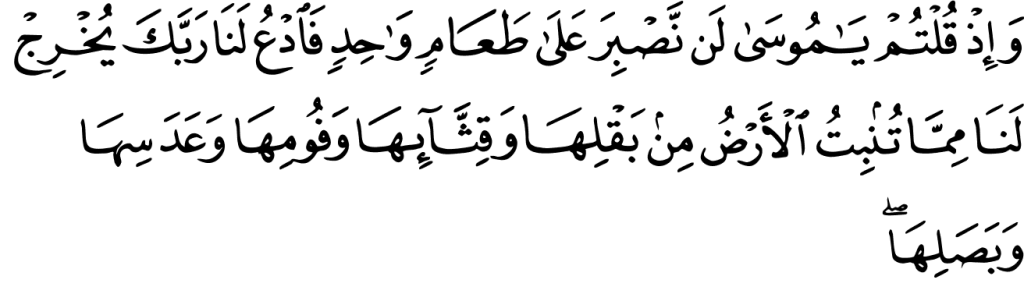 وَإِذۡ قُلۡتُمۡ يَٰمُوسَىٰ لَن نَّصۡبِرَ عَلَىٰ طَعَامٖ وَٰحِدٖ فَٱدۡعُ لَنَا رَبَّكَ يُخۡرِجۡ
لَنَا مِمَّا تُنۢبِتُ ٱلۡأَرۡضُ مِنۢ بَقۡلِهَا وَقِثَّآئِهَا وَفُومِهَا وَعَدَسِهَا
وَبَصَلِهَاۖ